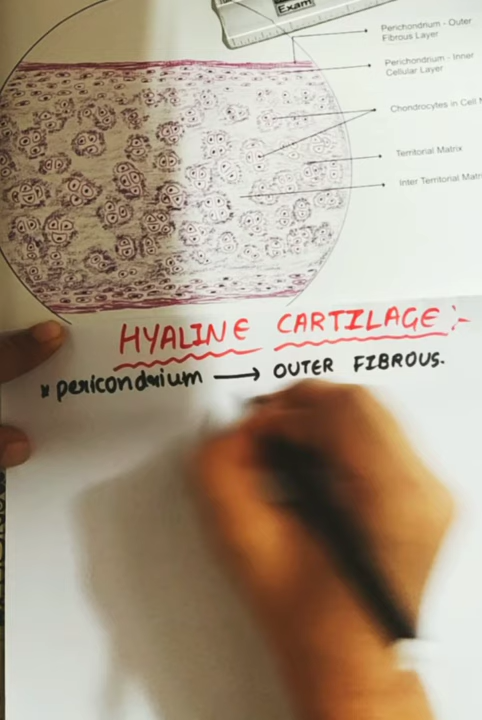 Exam
Perichondrium - Outer
Fibrous Layer
Perichondrium - Inner
Cellular Layer
Chondrocytes in Cell
Territorial Matrix
Inter Territorial Matri
HYALINE CARTILAGE :-
* pericondrium → OUTER FIBROUS.